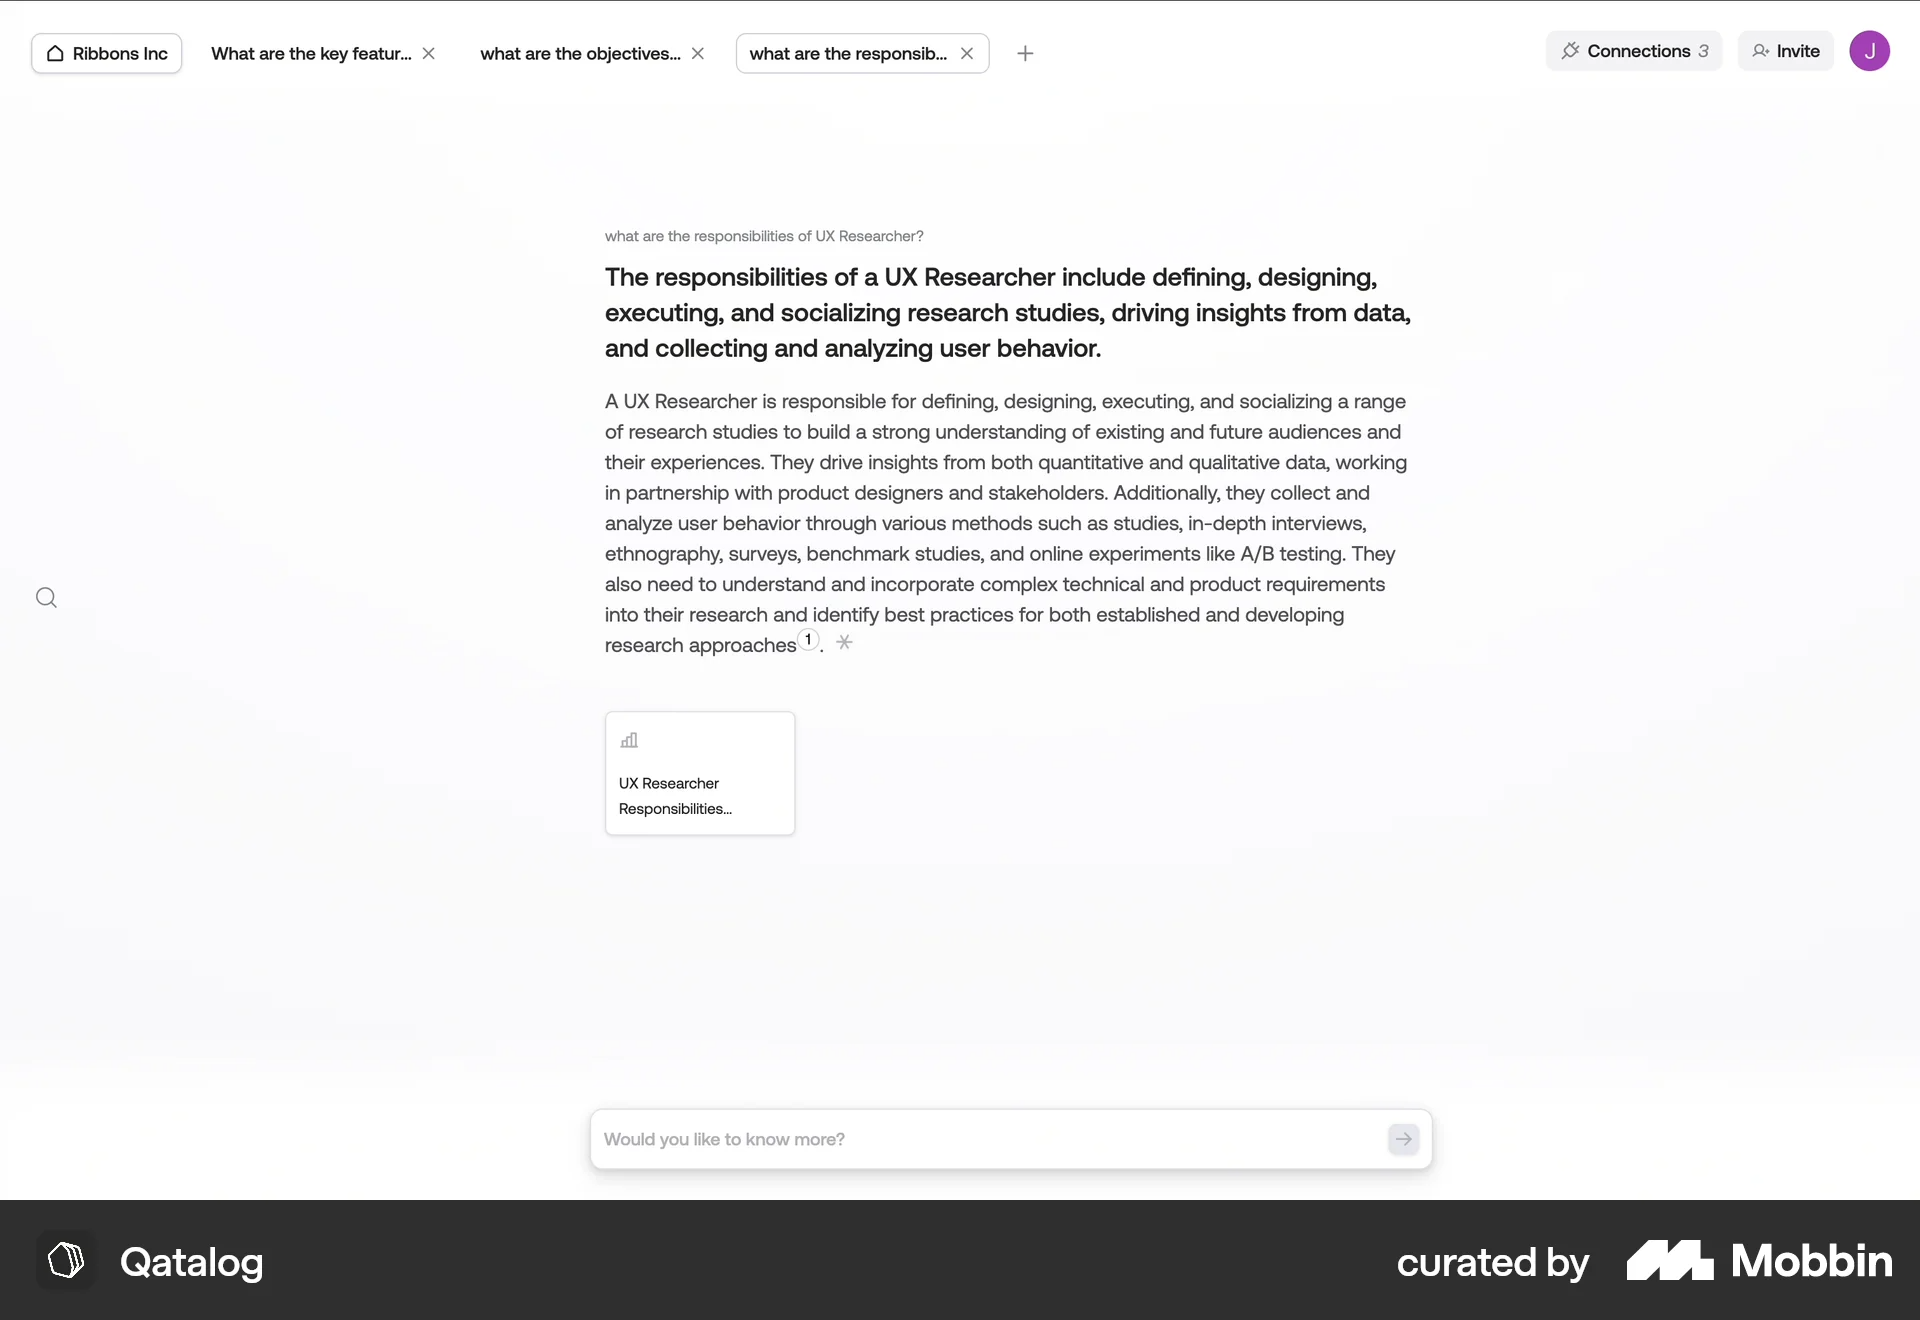 Ribbons Inc
What are the key featur...
what are the objectives...
what are the responsib...
Connections 3
Invite
J
what are the responsibilities of UX Researcher?
The responsibilities of a UX Researcher include defining, designing,
executing, and socializing research studies, driving insights from data,
and collecting and analyzing user behavior.
A UX Researcher is responsible for defining, designing, executing, and socializing a range
of research studies to build a strong understanding of existing and future audiences and
their experiences. They drive insights from both quantitative and qualitative data, working
in partnership with product designers and stakeholders. Additionally, they collect and
analyze user behavior through various methods such as studies, in-depth interviews,
ethnography, surveys, benchmark studies, and online experiments like A/B testing. They
also need to understand and incorporate complex technical and product requirements
into their research and identify best practices for both established and developing
research approaches 1 .
UX Researcher
Responsibilities...
Would you like to know more?
Qatalog
curated by Mobbin